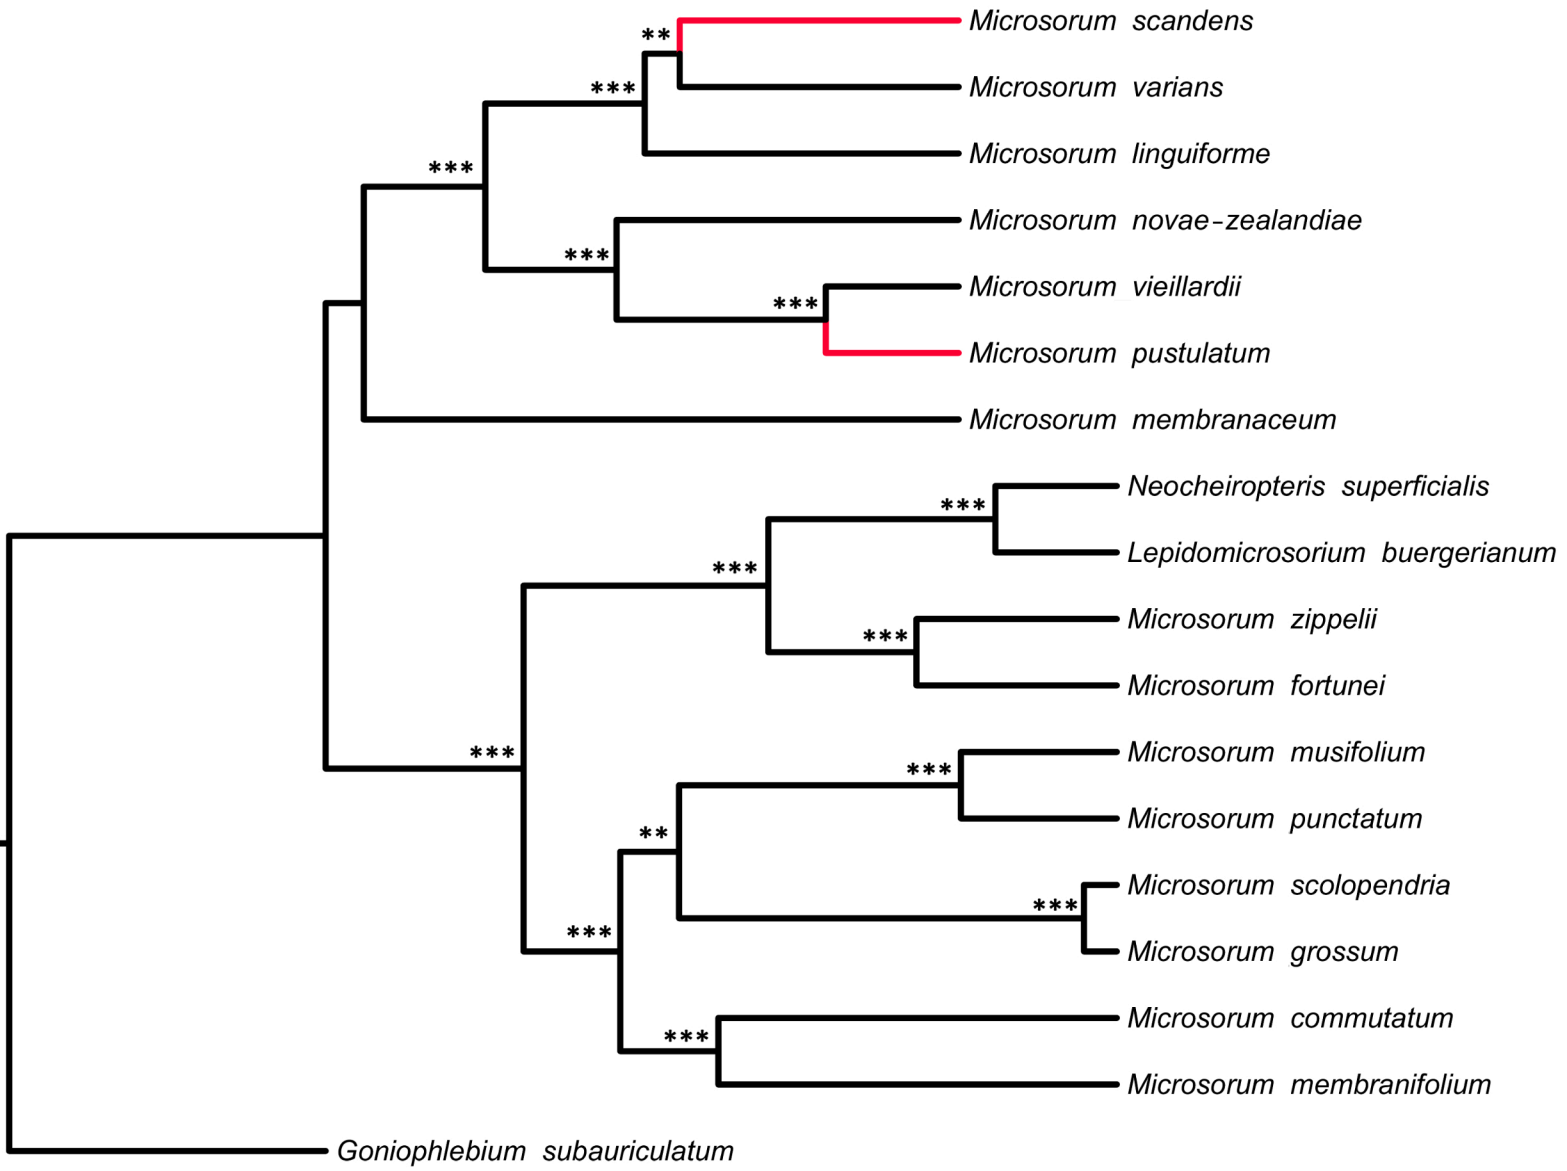 **
Microsorum scandens
***
Microsorum varians
***
Microsorum linguiforme
Microsorum novae-zealandiae
***
Microsorum vieillardii
***
Microsorum pustulatum
Microsorum membranaceum
Neocheiropteris superficialis
***
Lepidomicrosorium buergerianum
***
Microsorum zippelii
***
Microsorum fortunei
***
Microsorum musifolium
***
Microsorum punctatum
**
Microsorum scolopendria
***
Microsorum grossum
***
Microsorum commutatum
***
Microsorum membranifolium
Goniophlebium subauriculatum